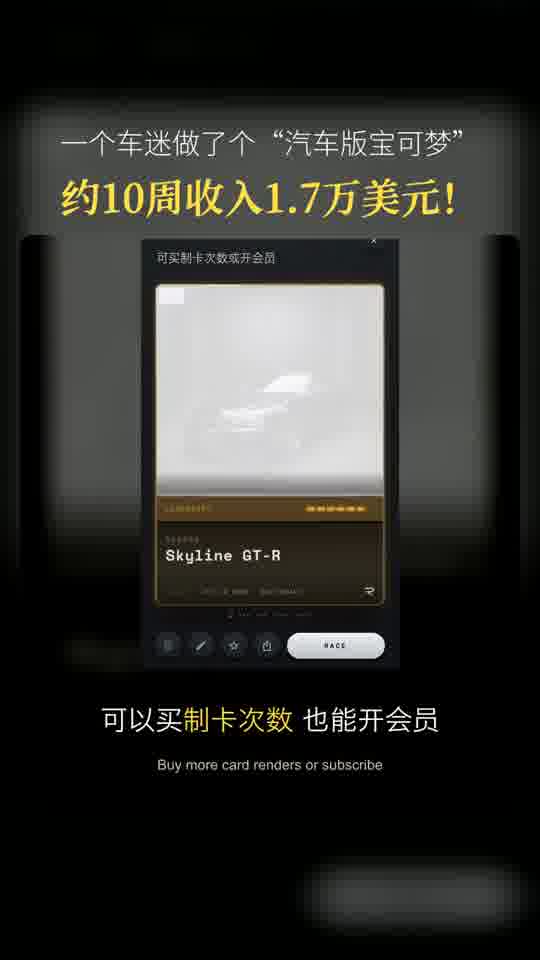 一个车迷做了个“汽车版宝可梦”
约10周收入1.7万美元!
可买制卡次数或开会员
Skyline GT-R
RACE
可以买制卡次数 也能开会员
Buy more card renders or subscribe